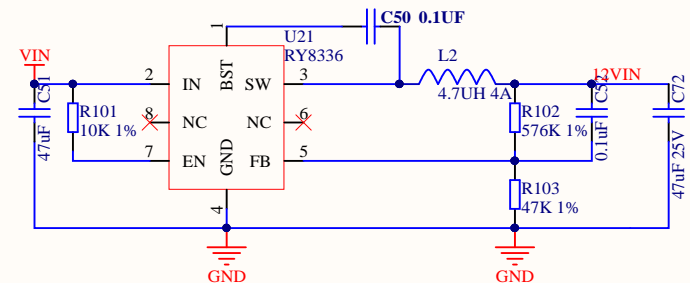 C50 0.1UF
1
U21
RY8336
L2
VIN
2
IN
BST
SW
3
4.7UH 4A
12VIN
C51
47uF
R101
10K 1%
8
NC
NC
6
R102
576K 1%
C52
0.1uF
C72
47uF 25V
7
EN
GND
FB
5
R103
47K 1%
4
GND
GND